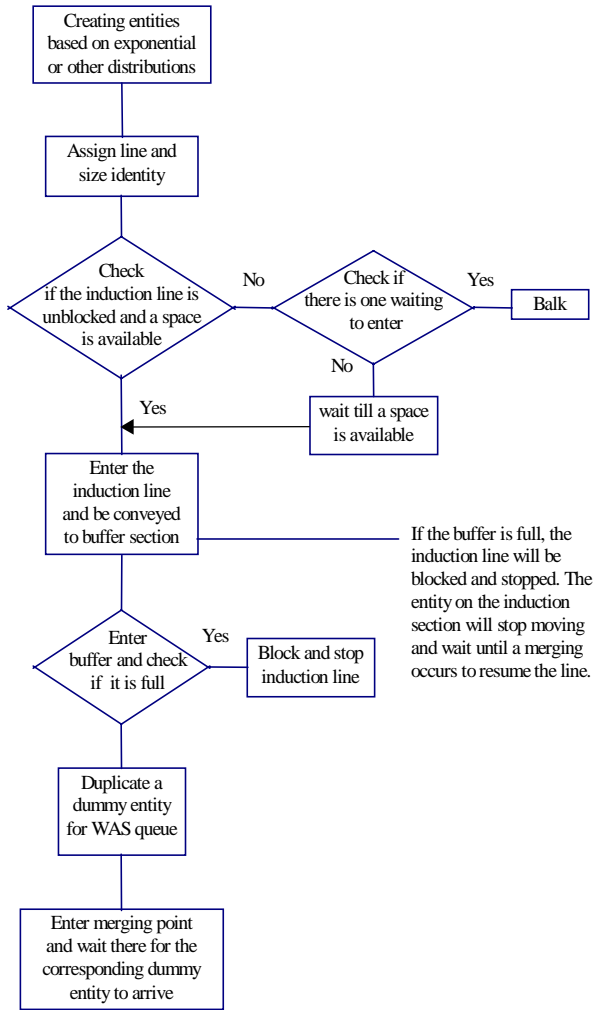 Creating entities
based on exponential
or other distributions
Assign line and
size identity
Check
if the induction line is
unblocked and a space
is available
No
Check if
there is one waiting
to enter
Yes
Balk
No
wait till a space
is available
Yes
Enter the
induction line
and be conveyed
to buffer section
If the buffer is full, the
induction line will be
blocked and stopped. The
entity on the induction
section will stop moving
and wait until a merging
occurs to resume the line.
Enter
buffer and check
if it is full
Yes
Block and stop
induction line
Duplicate a
dummy entity
for WAS queue
Enter merging point
and wait there for the
corresponding dummy
entity to arrive